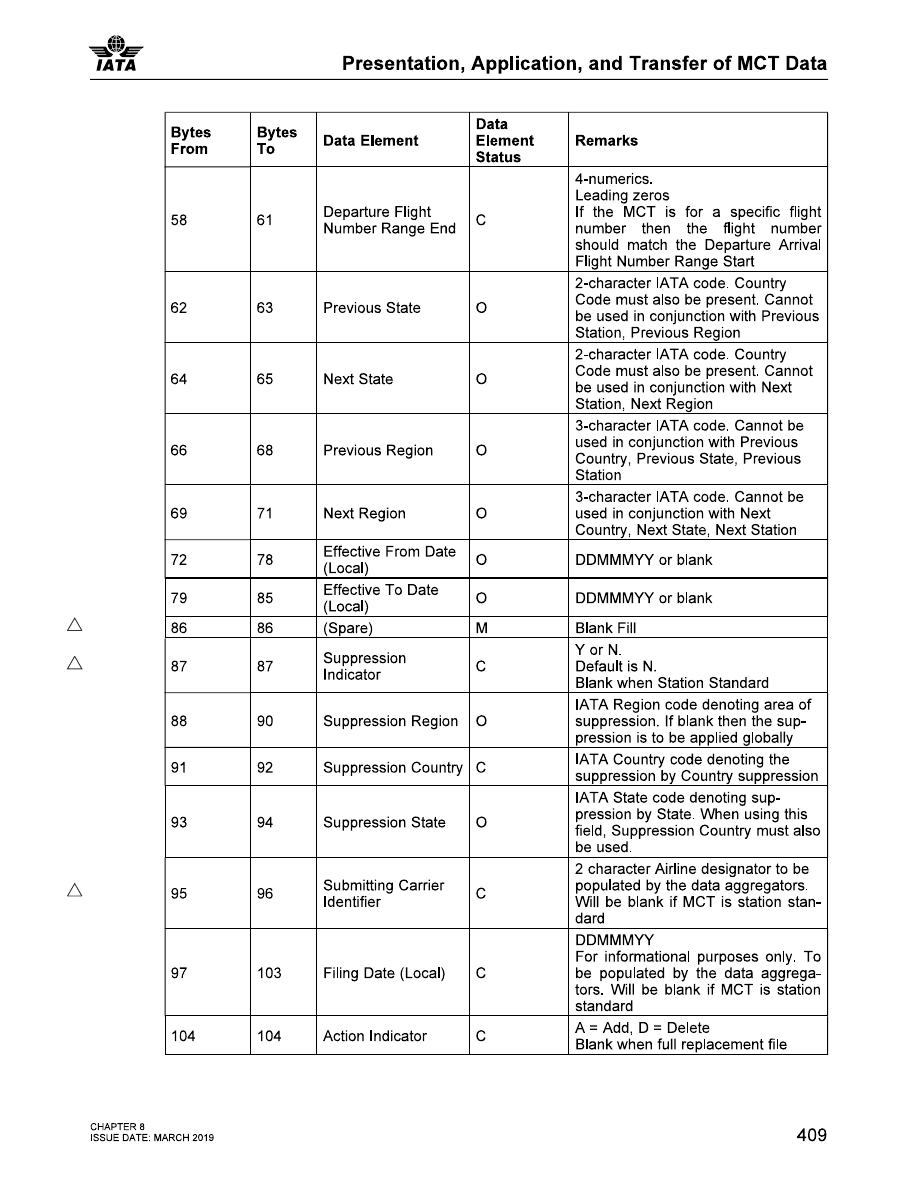 IATA
Presentation, Application, and Transfer of MCT Data
Bytes From
Bytes To
Data Element
Data Element Status
Remarks
58
61
Departure Flight
Number Range End
C
4-numerics.
Leading zeros
If the MCT is for a specific flight
number then the flight number
should match the Departure Arrival
Flight Number Range Start
62
63
Previous State
O
2-character IATA code. Country
Code must also be present. Cannot
be used in conjunction with Previous
Station, Previous Region
64
65
Next State
O
2-character IATA code. Country
Code must also be present. Cannot
be used in conjunction with Next
Station, Next Region
66
68
Previous Region
O
3-character IATA code. Cannot be
used in conjunction with Previous
Country, Previous State, Previous
Station
69
71
Next Region
O
3-character IATA code. Cannot be
used in conjunction with Next
Country, Next State, Next Station
72
78
Effective From Date
(Local)
O
DDMMMYY or blank
79
85
Effective To Date
(Local)
O
DDMMMYY or blank
△
86
86
(Spare)
M
Blank Fill
△
87
87
Suppression
Indicator
C
Y or N.
Default is N.
Blank when Station Standard
88
90
Suppression Region
O
IATA Region code denoting area of
suppression. If blank then the sup-
pression is to be applied globally
91
92
Suppression Country
C
IATA Country code denoting the
suppression by Country suppression
93
94
Suppression State
O
IATA State code denoting sup-
pression by State. When using this
field, Suppression Country must also
be used.
△
95
96
Submitting Carrier
Identifier
C
2 character Airline designator to be
populated by the data aggregators.
Will be blank if MCT is station stan-
dard
97
103
Filing Date (Local)
C
DDMMMYY
For informational purposes only. To
be populated by the data aggrega-
tors. Will be blank if MCT is station
standard
104
104
Action Indicator
C
A = Add, D = Delete
Blank when full replacement file
CHAPTER 8
ISSUE DATE: MARCH 2019
409